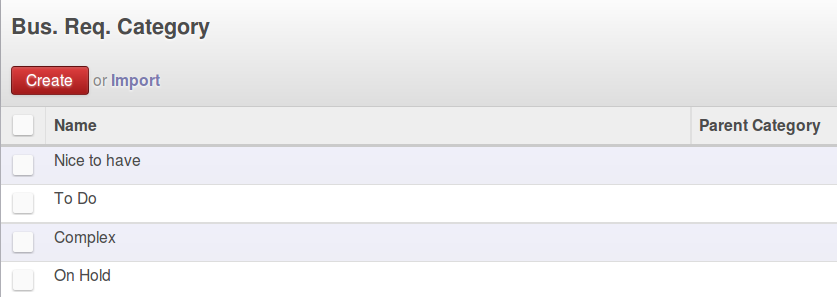 Bus. Req. Category
Create or Import
Name Parent Category
Nice to have
To Do
Complex
On Hold